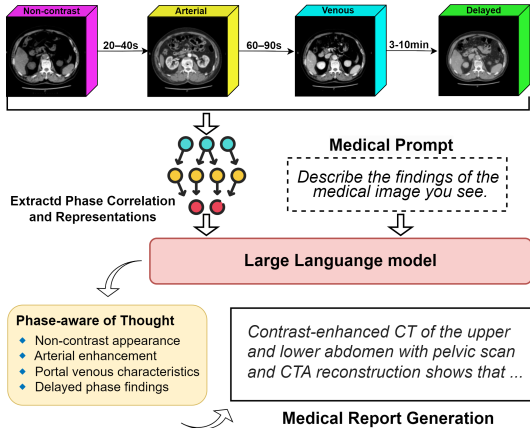 Non-contrast
Arterial
Venous
Delayed
20–40s
60–90s
3-10min
Medical Prompt
Describe the findings of the
medical image you see.
Extractd Phase Correlation
and Representations
Large Languange model
Phase-aware of Thought
Non-contrast appearance
Arterial enhancement
Portal venous characteristics
Delayed phase findings
Contrast-enhanced CT of the upper
and lower abdomen with pelvic scan
and CTA reconstruction shows that ...
Medical Report Generation